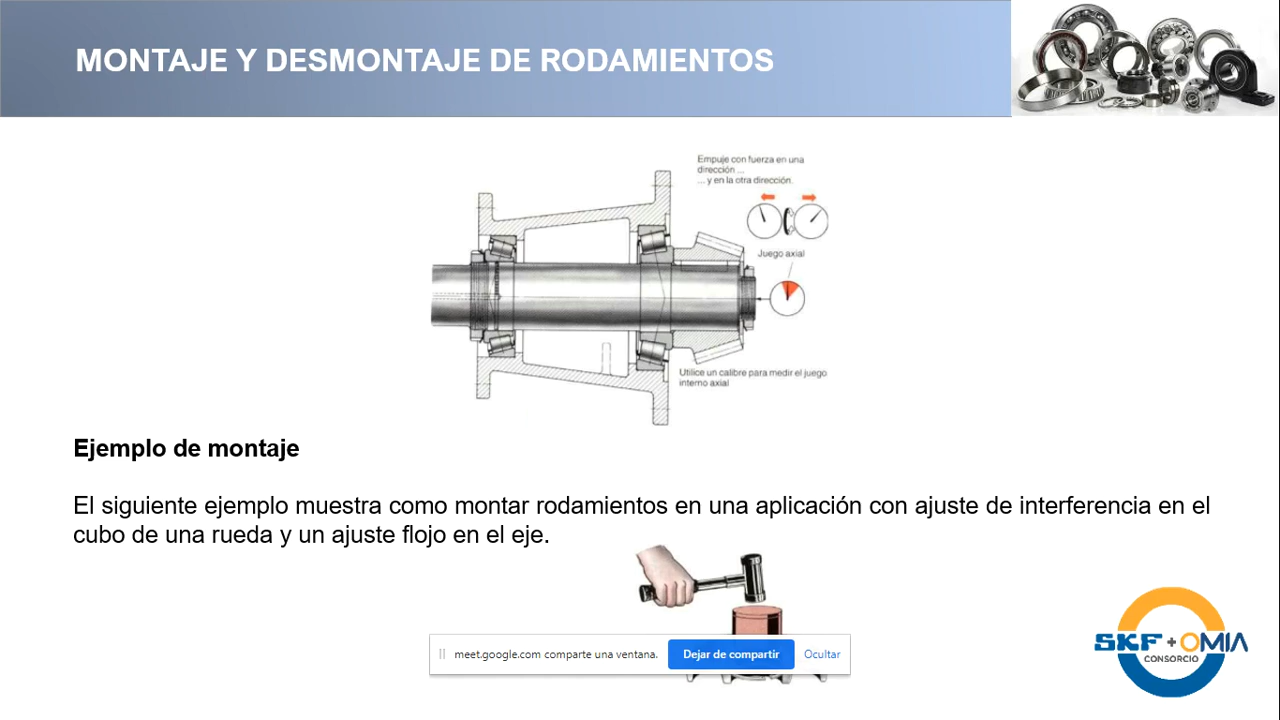 MONTAJE Y DESMONTAJE DE RODAMIENTOS
Empuje con fuerza en una
dirección ...
... y en la otra dirección.
Juego axial
Utilice un calibre para medir el juego
interno axial
Ejemplo de montaje
El siguiente ejemplo muestra como montar rodamientos en una aplicación con ajuste de interferencia en el
cubo de una rueda y un ajuste flojo en el eje.
meet.google.com comparte una ventana. Dejar de compartir Ocultar
SKF + OMIA
CONSORCIO